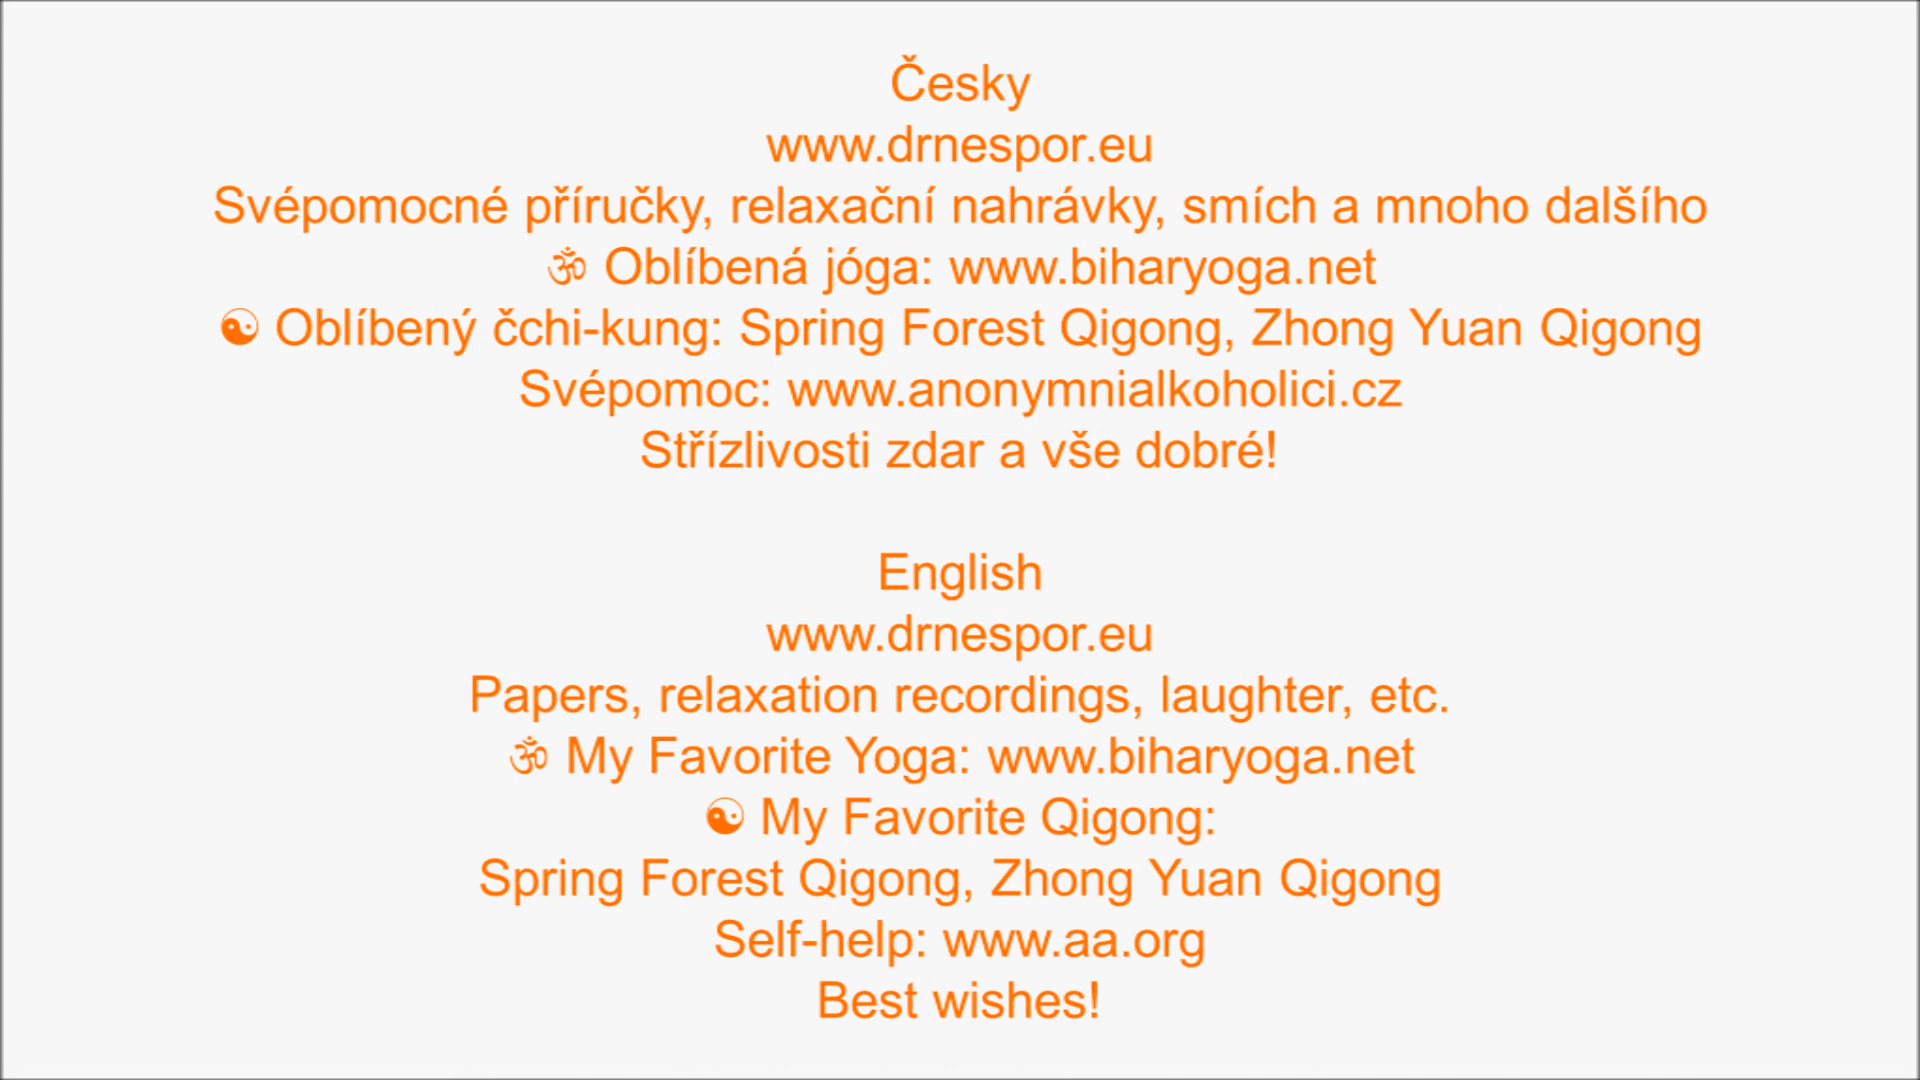 Česky
www.drnespor.eu
Svépomocné příručky, relaxační nahrávky, smích a mnoho dalšího
🕉 Oblíbená jóga: www.biharyoga.net
☯ Oblíbený čchi-kung: Spring Forest Qigong, Zhong Yuan Qigong
Svépomoc: www.anonymnialkoholici.cz
Střízlivosti zdar a vše dobré!
English
www.drnespor.eu
Papers, relaxation recordings, laughter, etc.
🕉 My Favorite Yoga: www.biharyoga.net
☯ My Favorite Qigong:
Spring Forest Qigong, Zhong Yuan Qigong
Self-help: www.aa.org
Best wishes!